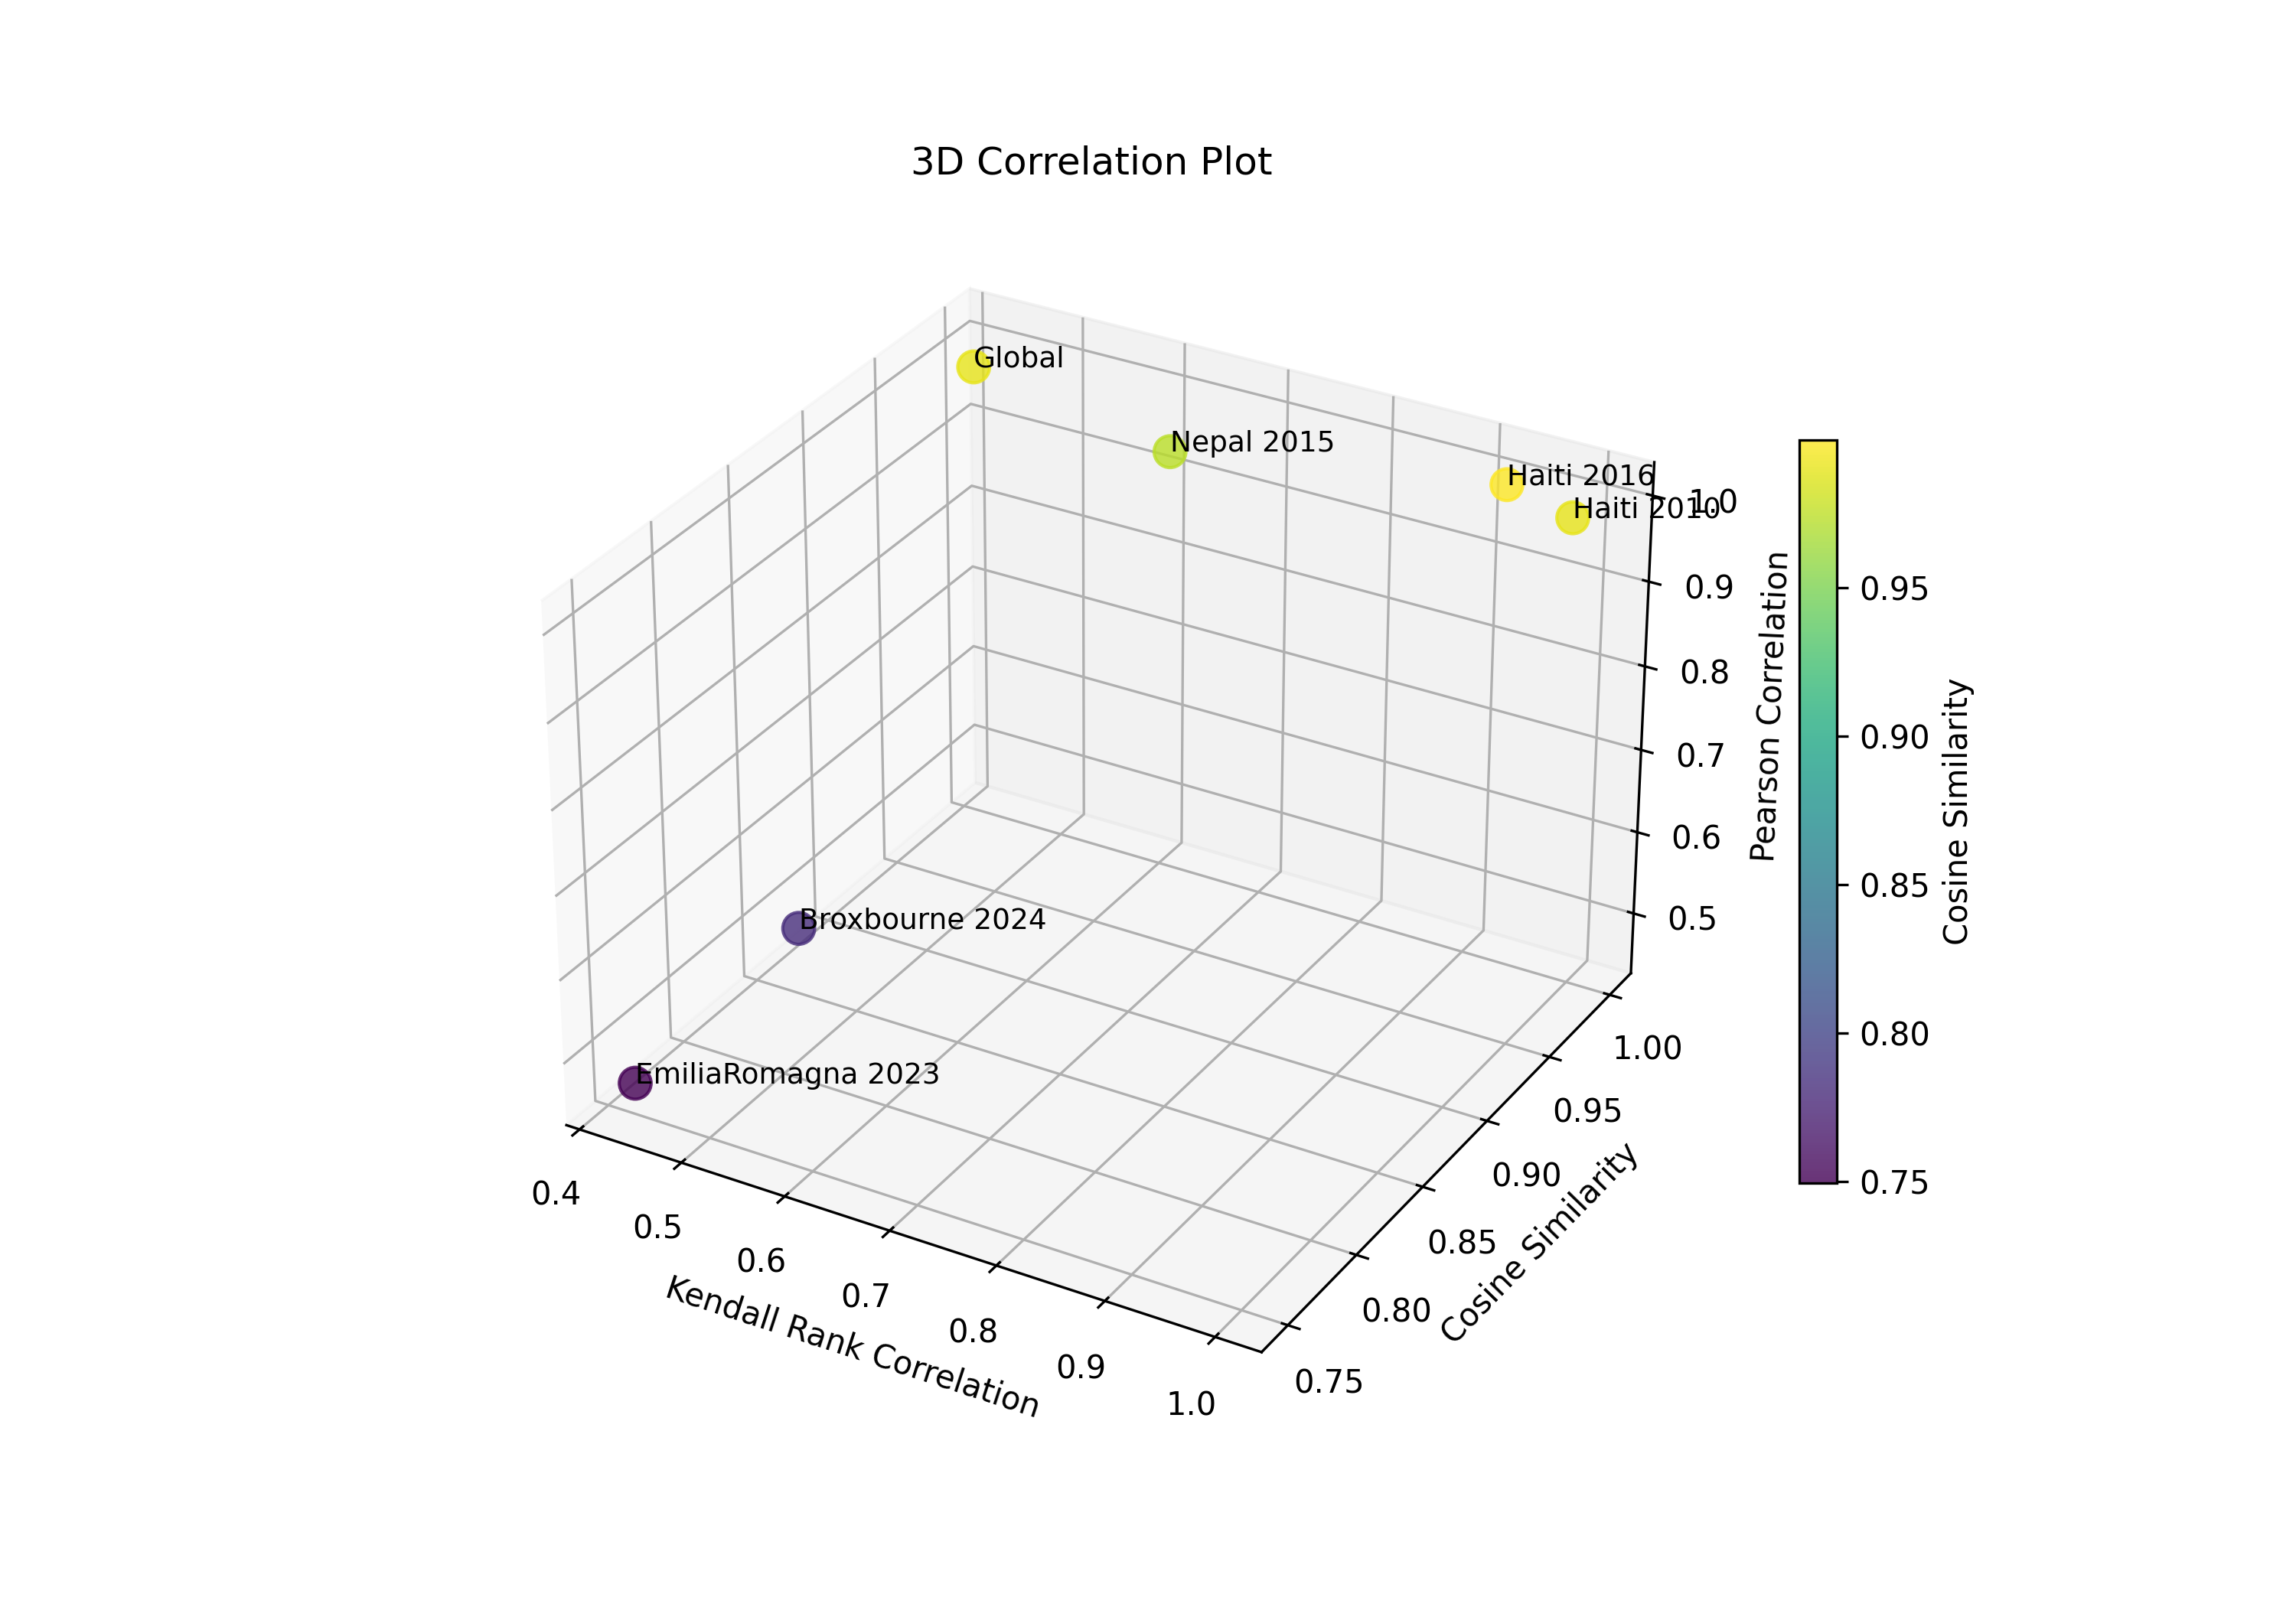 3D Correlation Plot
Global
Nepal 2015
Haiti 2016
Haiti 2010
Broxbourne 2024
EmiliaRomagna 2023
1.0
0.9
0.8
0.7
0.6
0.5
Pearson Correlation
0.4
0.5
0.6
0.7
0.8
0.9
1.0
Kendall Rank Correlation
1.00
0.95
0.90
0.85
0.80
0.75
Cosine Similarity
0.95
0.90
0.85
0.80
0.75
Cosine Similarity